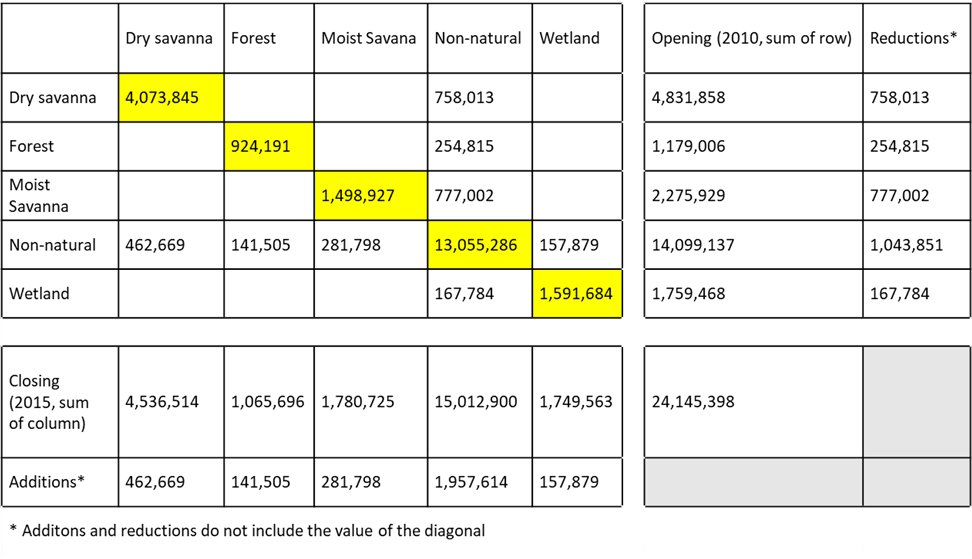 Dry savanna Forest Moist Savana Non-natural Wetland Opening (2010, sum of row) Reductions*
Dry savanna 4,073,845 758,013 4,831,858 758,013
Forest 924,191 254,815 1,179,006 254,815
Moist
Savanna 1,498,927 777,002 2,275,929 777,002
Non-natural 462,669 141,505 281,798 13,055,286 157,879 14,099,137 1,043,851
Wetland 167,784 1,591,684 1,759,468 167,784
Closing
(2015, sum
of column) 4,536,514 1,065,696 1,780,725 15,012,900 1,749,563 24,145,398
Additions* 462,669 141,505 281,798 1,957,614 157,879
* Additons and reductions do not include the value of the diagonal